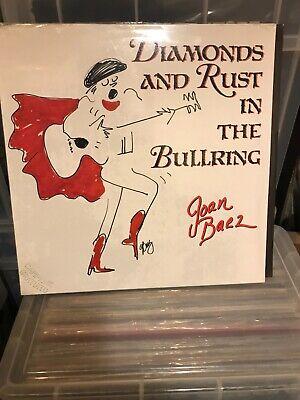 DIAMONDS
AND RUST
IN
THE
BULLRING
Joan
Baez